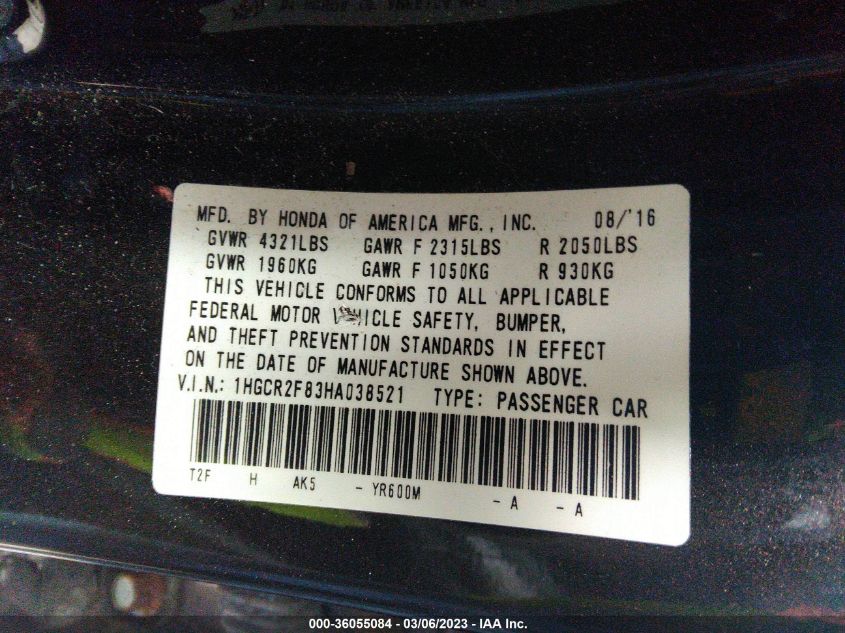 MFD. BY HONDA OF AMERICA MFG., INC. 08/'16
GVWR 4321LBS GAWR F 2315LBS R 2050LBS
GVWR 1960KG GAWR F 1050KG R 930KG
THIS VEHICLE CONFORMS TO ALL APPLICABLE
FEDERAL MOTOR VEHICLE SAFETY, BUMPER,
AND THEFT PREVENTION STANDARDS IN EFFECT
ON THE DATE OF MANUFACTURE SHOWN ABOVE.
V.I.N.: 1HGCR2F83HA038521 TYPE: PASSENGER CAR
T2F H AK5 - YR600M - A - A
000-36055084 - 03/06/2023 - IAA Inc.